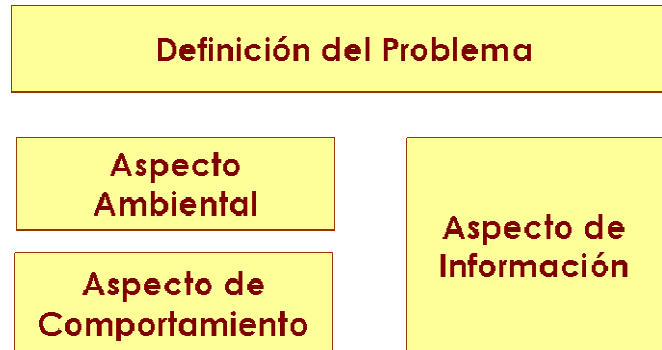 Definición del Problema
Aspecto
Ambiental
Aspecto de
Comportamiento
Aspecto de
Información